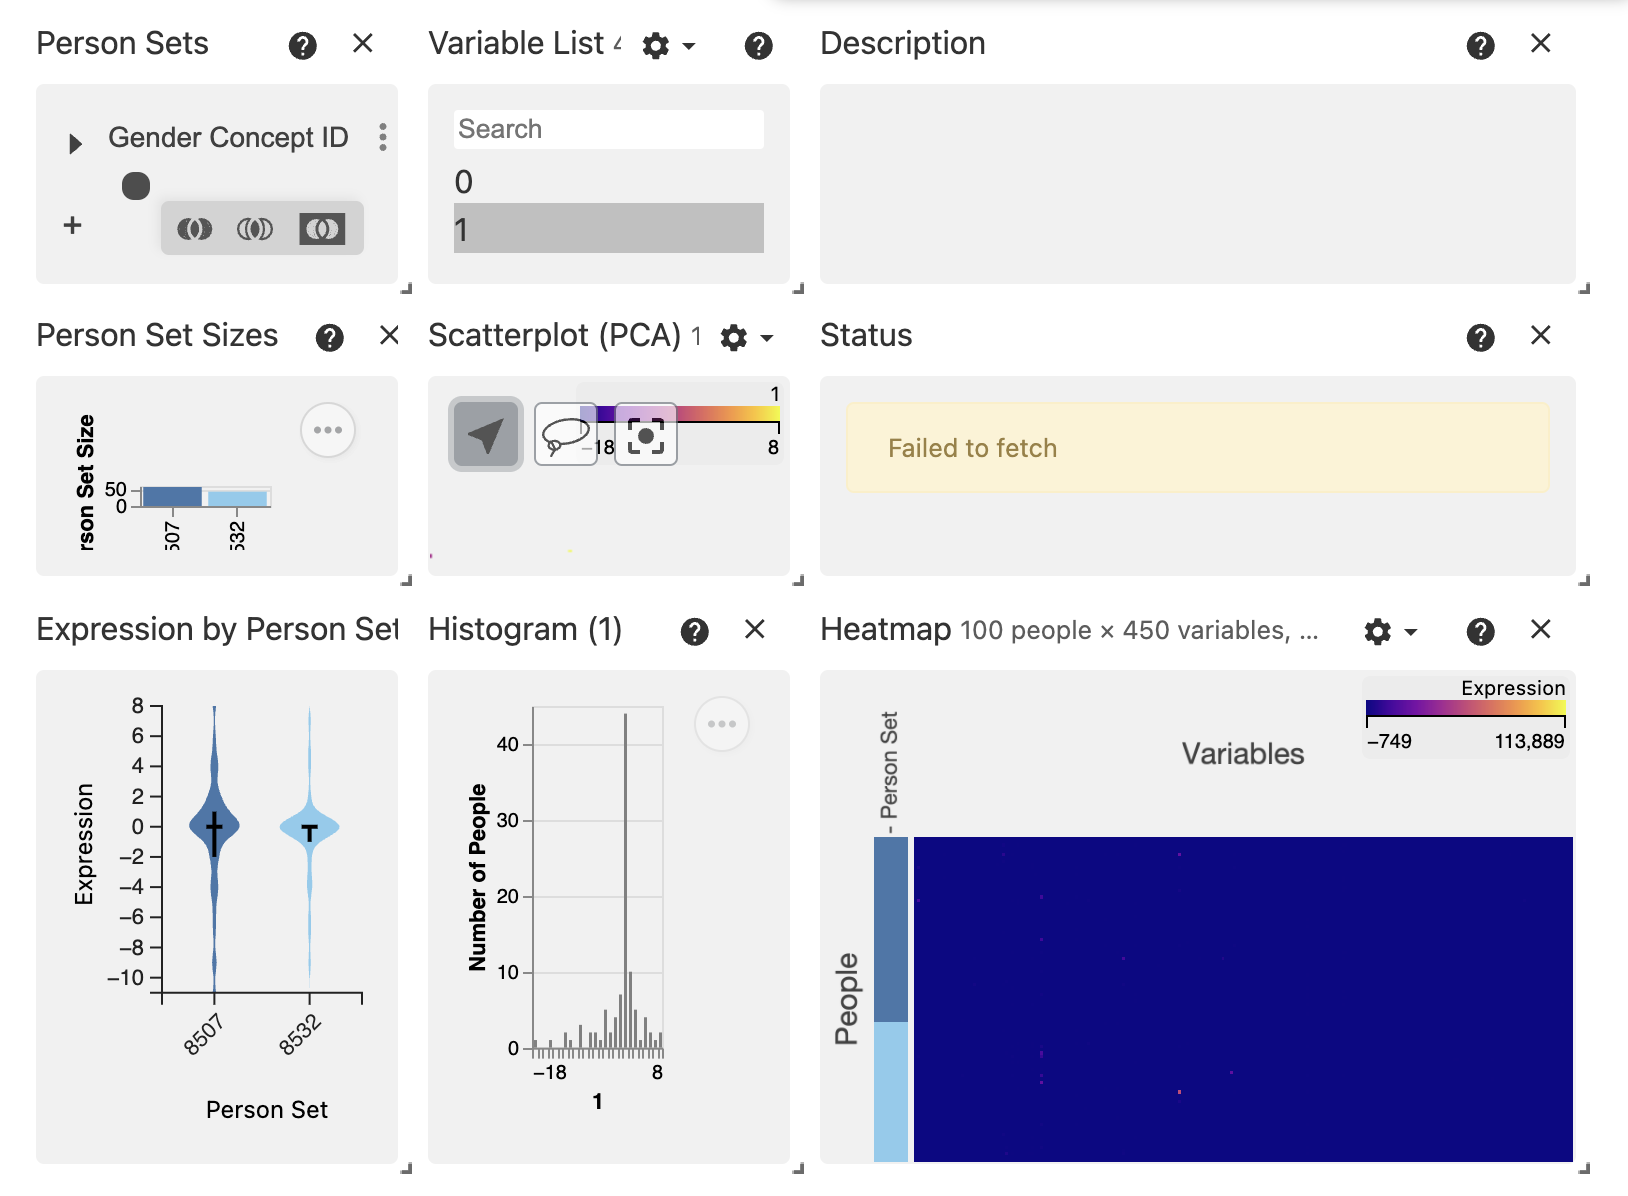 Person Sets
Gender Concept ID
+
Variable List
Search
0
1
Description
Person Set Sizes
rson Set Size
50
0
507
532
Scatterplot (PCA) 1
1
−18
8
Status
Failed to fetch
Expression by Person Set
Expression
8
6
4
2
0
−2
−4
−6
−8
−10
8507
8532
Person Set
Histogram (1)
Number of People
40
30
20
10
0
−18
8
1
Heatmap 100 people × 450 variables, ...
Expression
−749
113,889
Variables
- Person Set
People